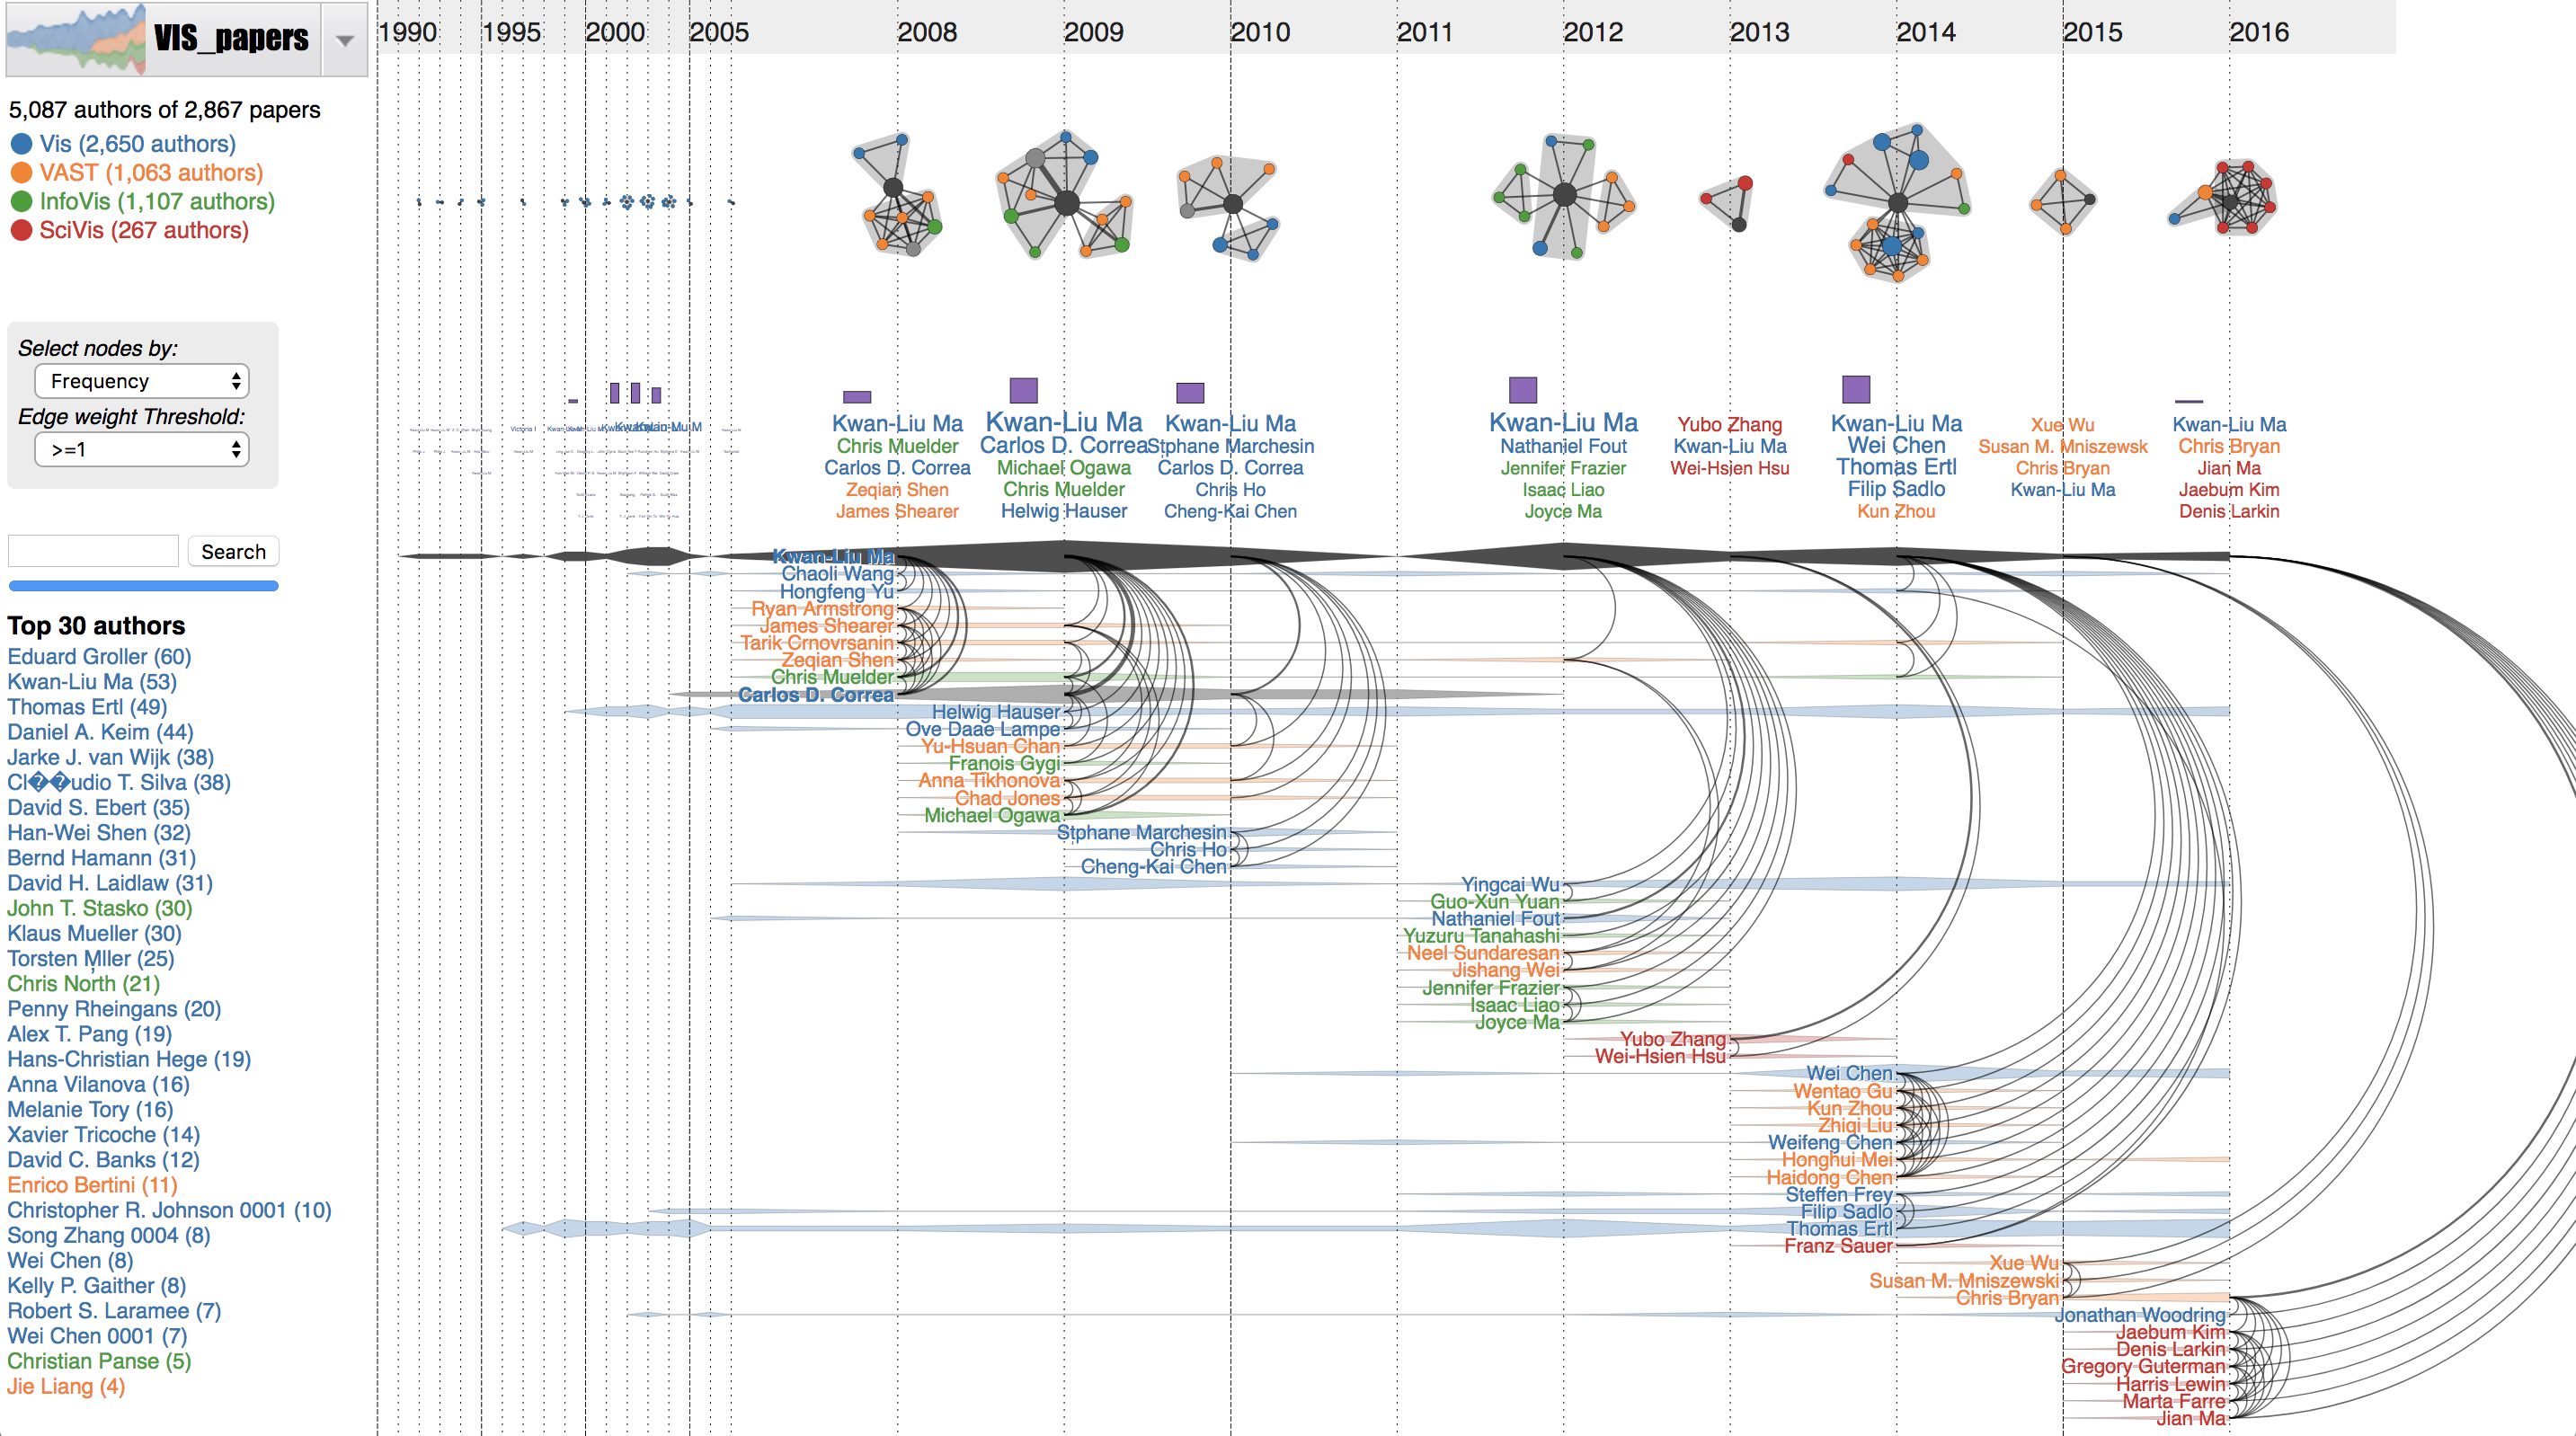 VIS_papers
1990 1995 2000 2005 2008 2009 2010 2011 2012 2013 2014 2015 2016
5,087 authors of 2,867 papers
Vis (2,650 authors)
VAST (1,063 authors)
InfoVis (1,107 authors)
SciVis (267 authors)
Select nodes by:
Frequency
Edge weight Threshold:
>=1
Search
Top 30 authors
Eduard Groller (60)
Kwan-Liu Ma (53)
Thomas Ertl (49)
Daniel A. Keim (44)
Jarke J. van Wijk (38)
Cl��udio T. Silva (38)
David S. Ebert (35)
Han-Wei Shen (32)
Bernd Hamann (31)
David H. Laidlaw (31)
John T. Stasko (30)
Klaus Mueller (30)
Torsten Mller (25)
Chris North (21)
Penny Rheingans (20)
Alex T. Pang (19)
Hans-Christian Hege (19)
Anna Vilanova (16)
Melanie Tory (16)
Xavier Tricoche (14)
David C. Banks (12)
Enrico Bertini (11)
Christopher R. Johnson 0001 (10)
Song Zhang 0004 (8)
Wei Chen (8)
Kelly P. Gaither (8)
Robert S. Laramee (7)
Wei Chen 0001 (7)
Christian Panse (5)
Jie Liang (4)
Kwan-Liu Ma
Chris Muelder
Carlos D. Correa
Zeqian Shen
James Shearer
Kwan-Liu Ma
Carlos D. Correa
Michael Ogawa
Chris Muelder
Helwig Hauser
Kwan-Liu Ma
Stphane Marchesin
Carlos D. Correa
Chris Ho
Cheng-Kai Chen
Kwan-Liu Ma
Nathaniel Fout
Jennifer Frazier
Isaac Liao
Joyce Ma
Yubo Zhang
Kwan-Liu Ma
Wei-Hsien Hsu
Kwan-Liu Ma
Wei Chen
Thomas Ertl
Filip Sadlo
Kun Zhou
Xue Wu
Susan M. Mniszewsk
Chris Bryan
Kwan-Liu Ma
Kwan-Liu Ma
Chris Bryan
Jian Ma
Jaebum Kim
Denis Larkin
Kwan-Liu Ma
Chaoli Wang
Hongfeng Yu
Ryan Armstrong
James Shearer
Tarik Crnovrsanin
Zeqian Shen
Chris Muelder
Carlos D. Correa
Helwig Hauser
Ove Daae Lampe
Yu-Hsuan Chan
Franois Gygi
Anna Tikhonova
Chad Jones
Michael Ogawa
Stphane Marchesin
Chris Ho
Cheng-Kai Chen
Yingcai Wu
Guo-Xun Yuan
Nathaniel Fout
Yuzuru Tanahashi
Neel Sundaresan
Jishang Wei
Jennifer Frazier
Isaac Liao
Joyce Ma
Yubo Zhang
Wei-Hsien Hsu
Wei Chen
Wentao Gu
Kun Zhou
Zhiqi Liu
Weifeng Chen
Honghui Mei
Haidong Chen
Steffen Frey
Filip Sadlo
Thomas Ertl
Franz Sauer
Xue Wu
Susan M. Mniszewski
Chris Bryan
Jonathan Woodring
Jaebum Kim
Denis Larkin
Gregory Guterman
Harris Lewin
Marta Farre
Jian Ma